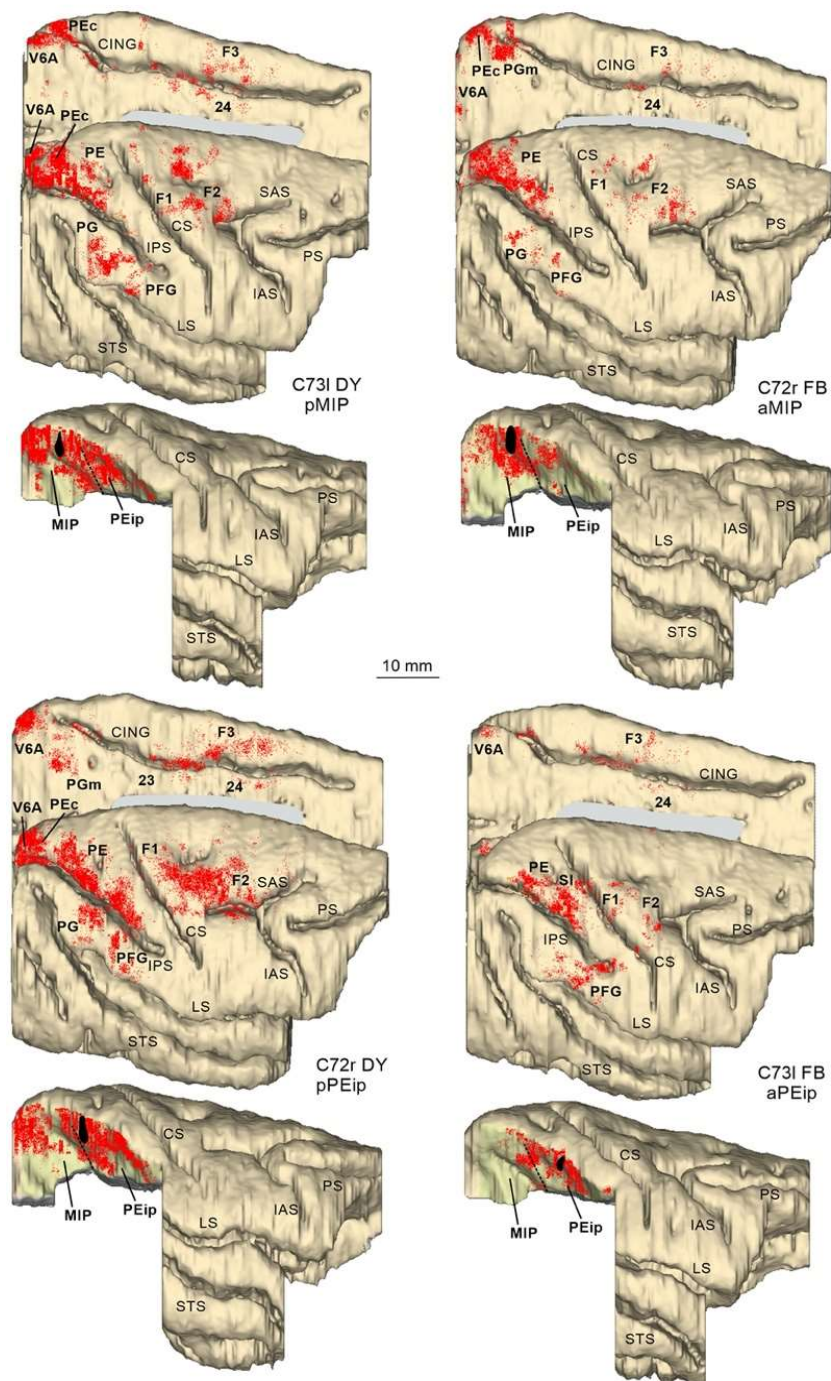 PEc
V6A
CING
F3
24
V6A
PEc
PE
F1
F2
SAS
CS
PG
IPS
PS
PFG
IAS
LS
STS
C73l DY
pMIP
CS
PS
MIP
PEip
IAS
LS
STS
PEc
PGm
CING
F3
V6A
24
PE
CS
F1
F2
SAS
PS
IPS
PG
PFG
IAS
LS
STS
C72r FB
aMIP
CS
PS
MIP
PEip
IAS
LS
STS
10 mm
V6A
CING
F3
PGm
23
24
V6A
PEc
PE
F1
F2
SAS
PS
PG
CS
PFG
IPS
IAS
LS
STS
C72r DY
pPEip
CS
PS
MIP
PEip
IAS
LS
STS
V6A
F3
CING
24
PE
SI
F1
F2
SAS
PS
IPS
CS
PFG
IAS
LS
STS
C73l FB
aPEip
CS
PS
MIP
PEip
IAS
LS
STS